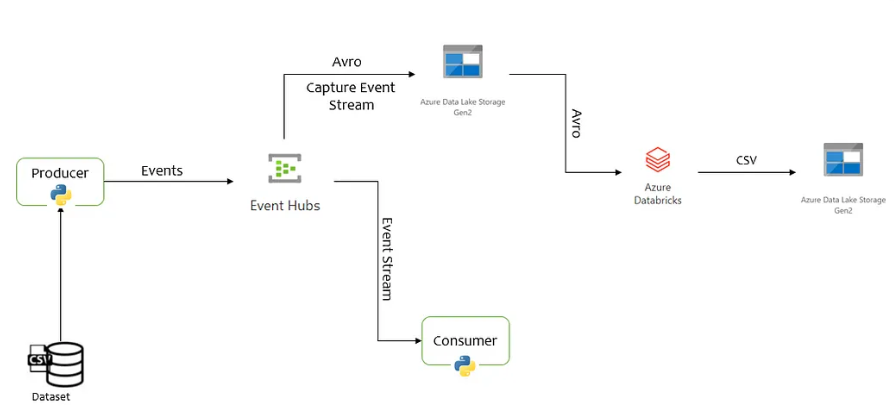 Avro
Capture Event
Stream
Azure Data Lake Storage
Gen2
Avro
Producer
Events
Event Hubs
Azure
Databricks
CSV
Azure Data Lake Storage
Gen2
Event Stream
Consumer
CSV
Dataset